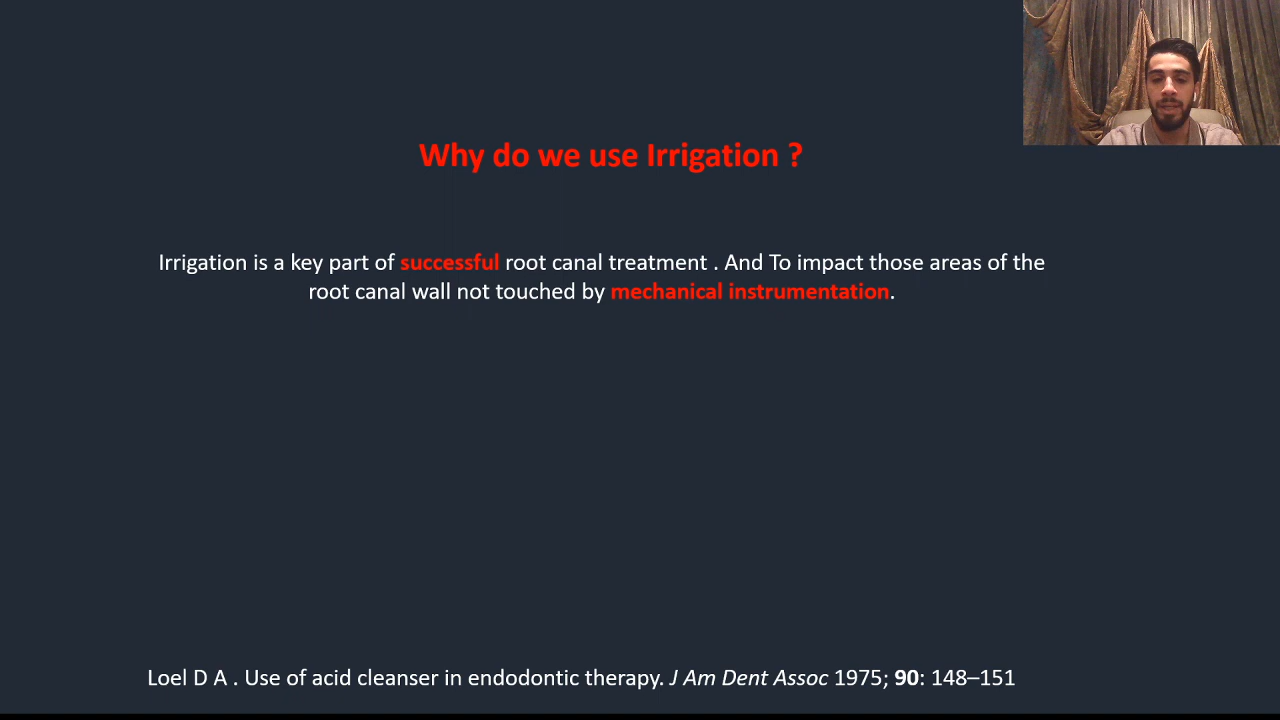 Why do we use Irrigation ?
Irrigation is a key part of successful root canal treatment . And To impact those areas of the
root canal wall not touched by mechanical instrumentation.
Loel D A . Use of acid cleanser in endodontic therapy. J Am Dent Assoc 1975; 90: 148–151